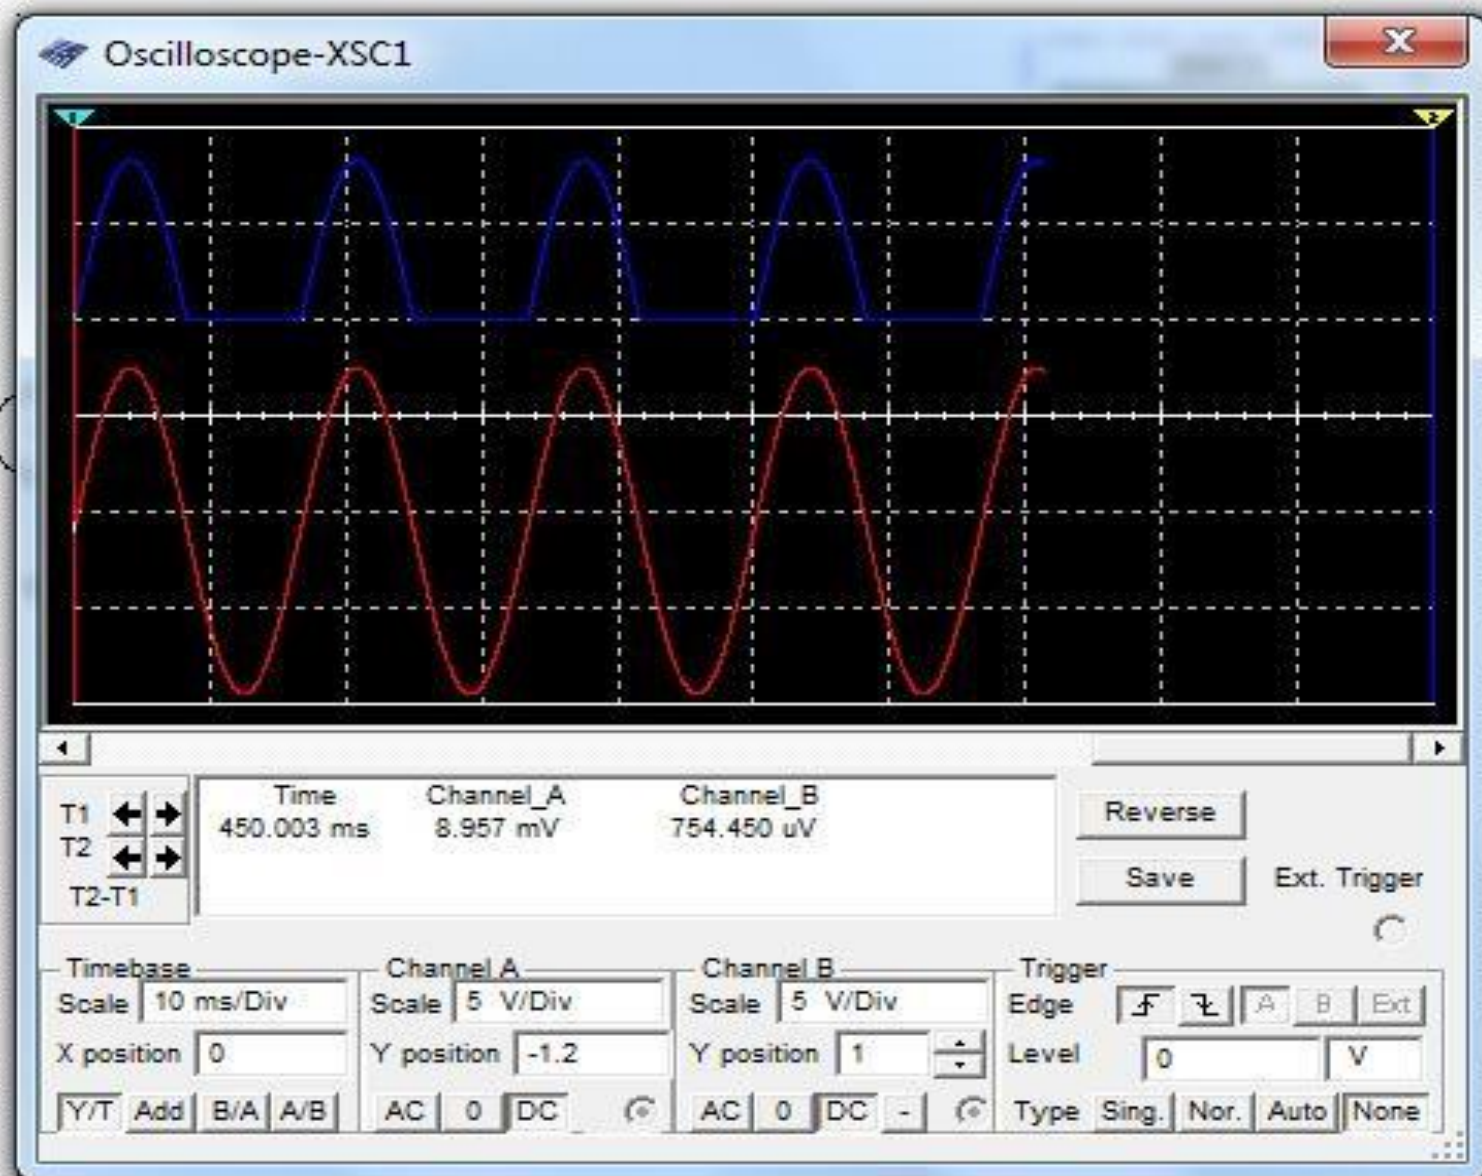 Oscilloscope-XSC1
1 2
Time Channel_A Channel_B
T1 450.003 ms 8.957 mV 754.450 uV
T2
T2-T1
Reverse
Save
Ext. Trigger
Timebase Channel A Channel B Trigger
Scale 10 ms/Div Scale 5 V/Div Scale 5 V/Div Edge A B Ext
X position 0 Y position -1.2 Y position 1 Level 0 V
Y/T Add B/A A/B AC 0 DC AC 0 DC - Type Sing. Nor. Auto None